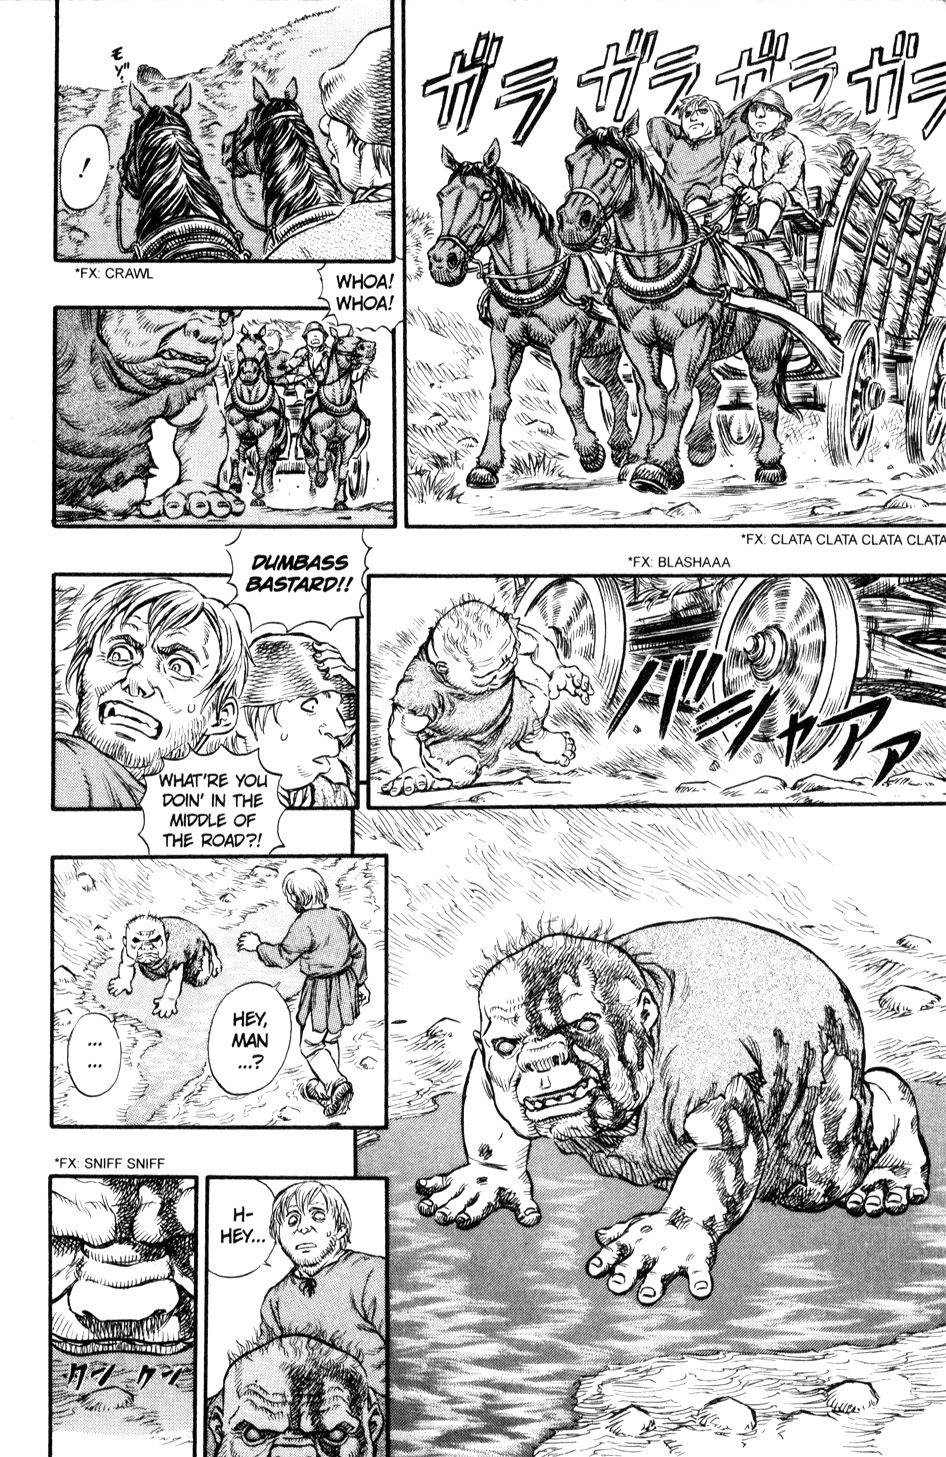 ガラガラガラガラ
*FX: CLATA CLATA CLATA CLATA
モゾ‥
!
*FX: CRAWL
WHOA!
WHOA!
*FX: BLASHAAA
バシャアアア
DUMBASS
BASTARD!!
WHAT'RE YOU
DOIN' IN THE
MIDDLE OF
THE ROAD?!
HEY,
MAN
...?
...
...
H-
HEY...
*FX: SNIFF SNIFF
クン クン